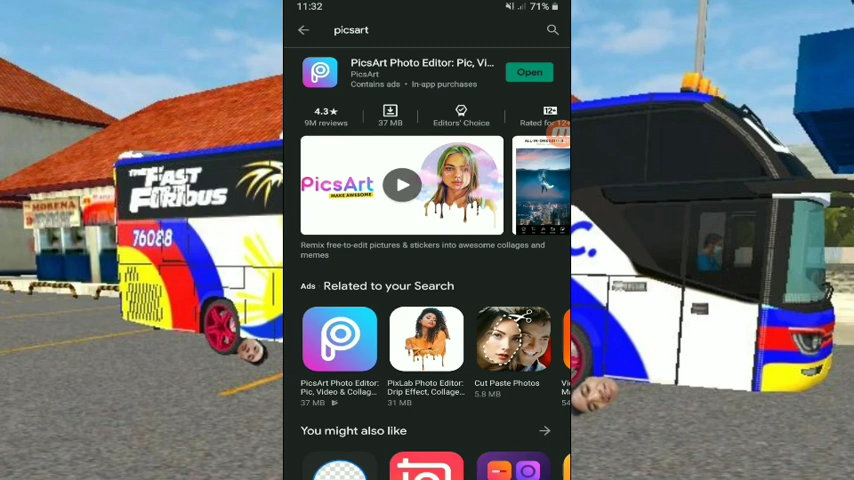 11:32
71%
picsart
PicsArt Photo Editor: Pic, Vi...
PicsArt
Contains ads • In-app purchases
Open
4.3★
9M reviews
37 MB
Editors' Choice
12+
Rated for 12+
PicsArt
MAKE AWESOME
Remix free-to-edit pictures & stickers into awesome collages and
memes
Ads · Related to your Search
PicsArt Photo Editor:
Pic, Video & Collag...
37 MB
PixLab Photo Editor:
Drip Effect, Collage...
31 MB
Cut Paste Photos
5.8 MB
You might also like
THE FAST
AND THE
FURIOUS
MORENA
76088
C.